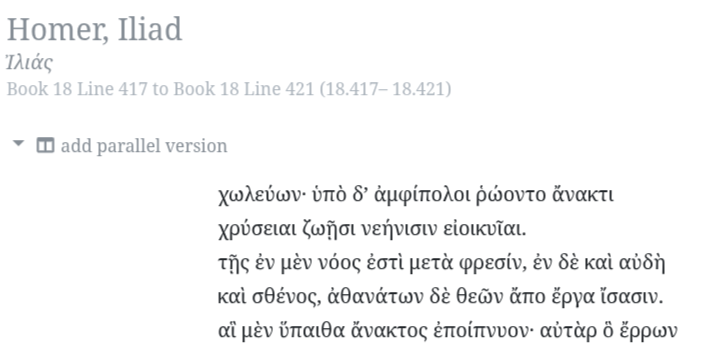 Homer, Iliad
Ἰλιάς
Book 18 Line 417 to Book 18 Line 421 (18.417– 18.421)
add parallel version
χωλεύων· ὑπὸ δ’ ἀμφίπολοι ῥώοντο ἄνακτι
χρύσειαι ζωῇσι νεήνισιν εἰοικυῖαι.
τῇς ἐν μὲν νόος ἐστὶ μετὰ φρεσίν, ἐν δὲ καὶ αὐδὴ
καὶ σθένος, ἀθανάτων δὲ θεῶν ἄπο ἔργα ἴσασιν.
αἳ μὲν ὕπαιθα ἄνακτος ἐποίπνυον· αὐτὰρ ὃ ἔρρων